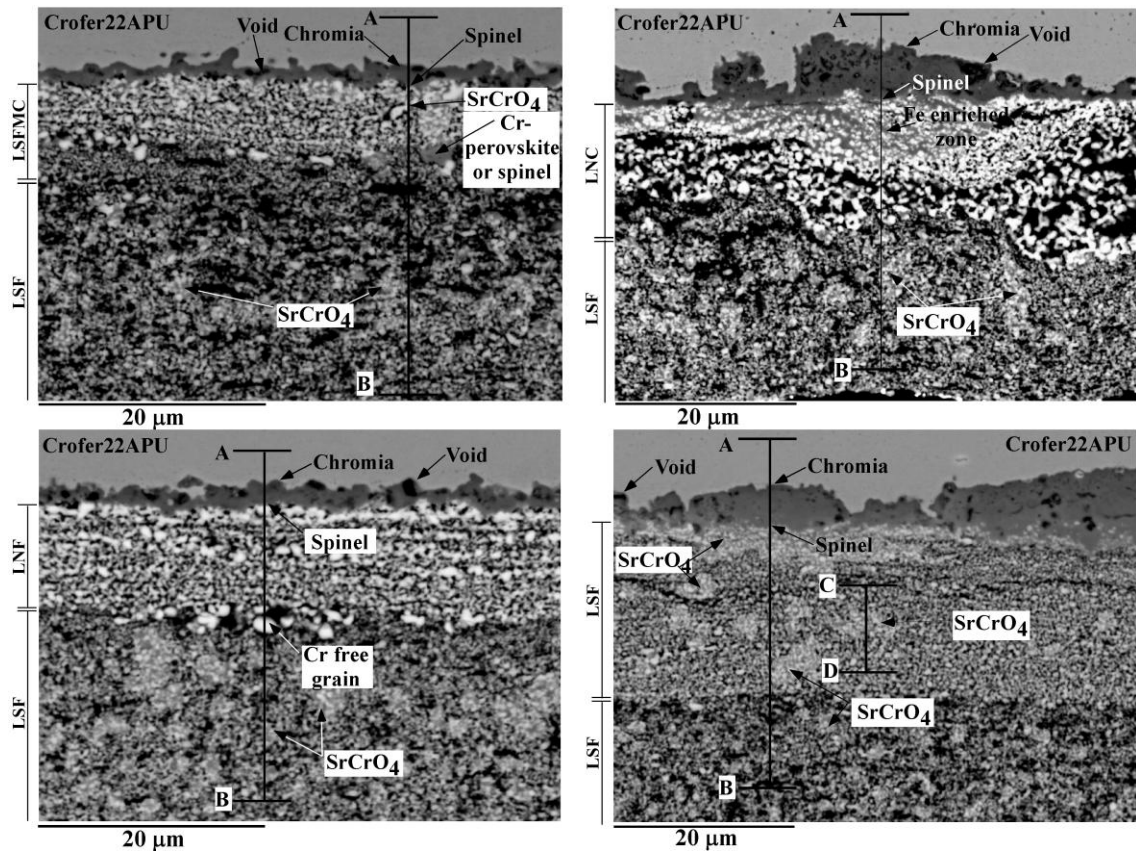 Crofer22APU
A
Void
Chromia
Spinel
LSFMC
SrCrO4
Cr-
perovskite
or spinel
LSF
SrCrO4
B
20 µm
A
Chromia
Crofer22APU
Void
Spinel
Fe enriched
zone
LNC
LSF
SrCrO4
B
20 µm
Crofer22APU
A
Chromia
Void
LNF
Spinel
Cr free
grain
LSF
SrCrO4
B
20 µm
A
Crofer22APU
Void
Chromia
Spinel
SrCrO4
LSF
C
SrCrO4
D
SrCrO4
LSF
B
20 µm